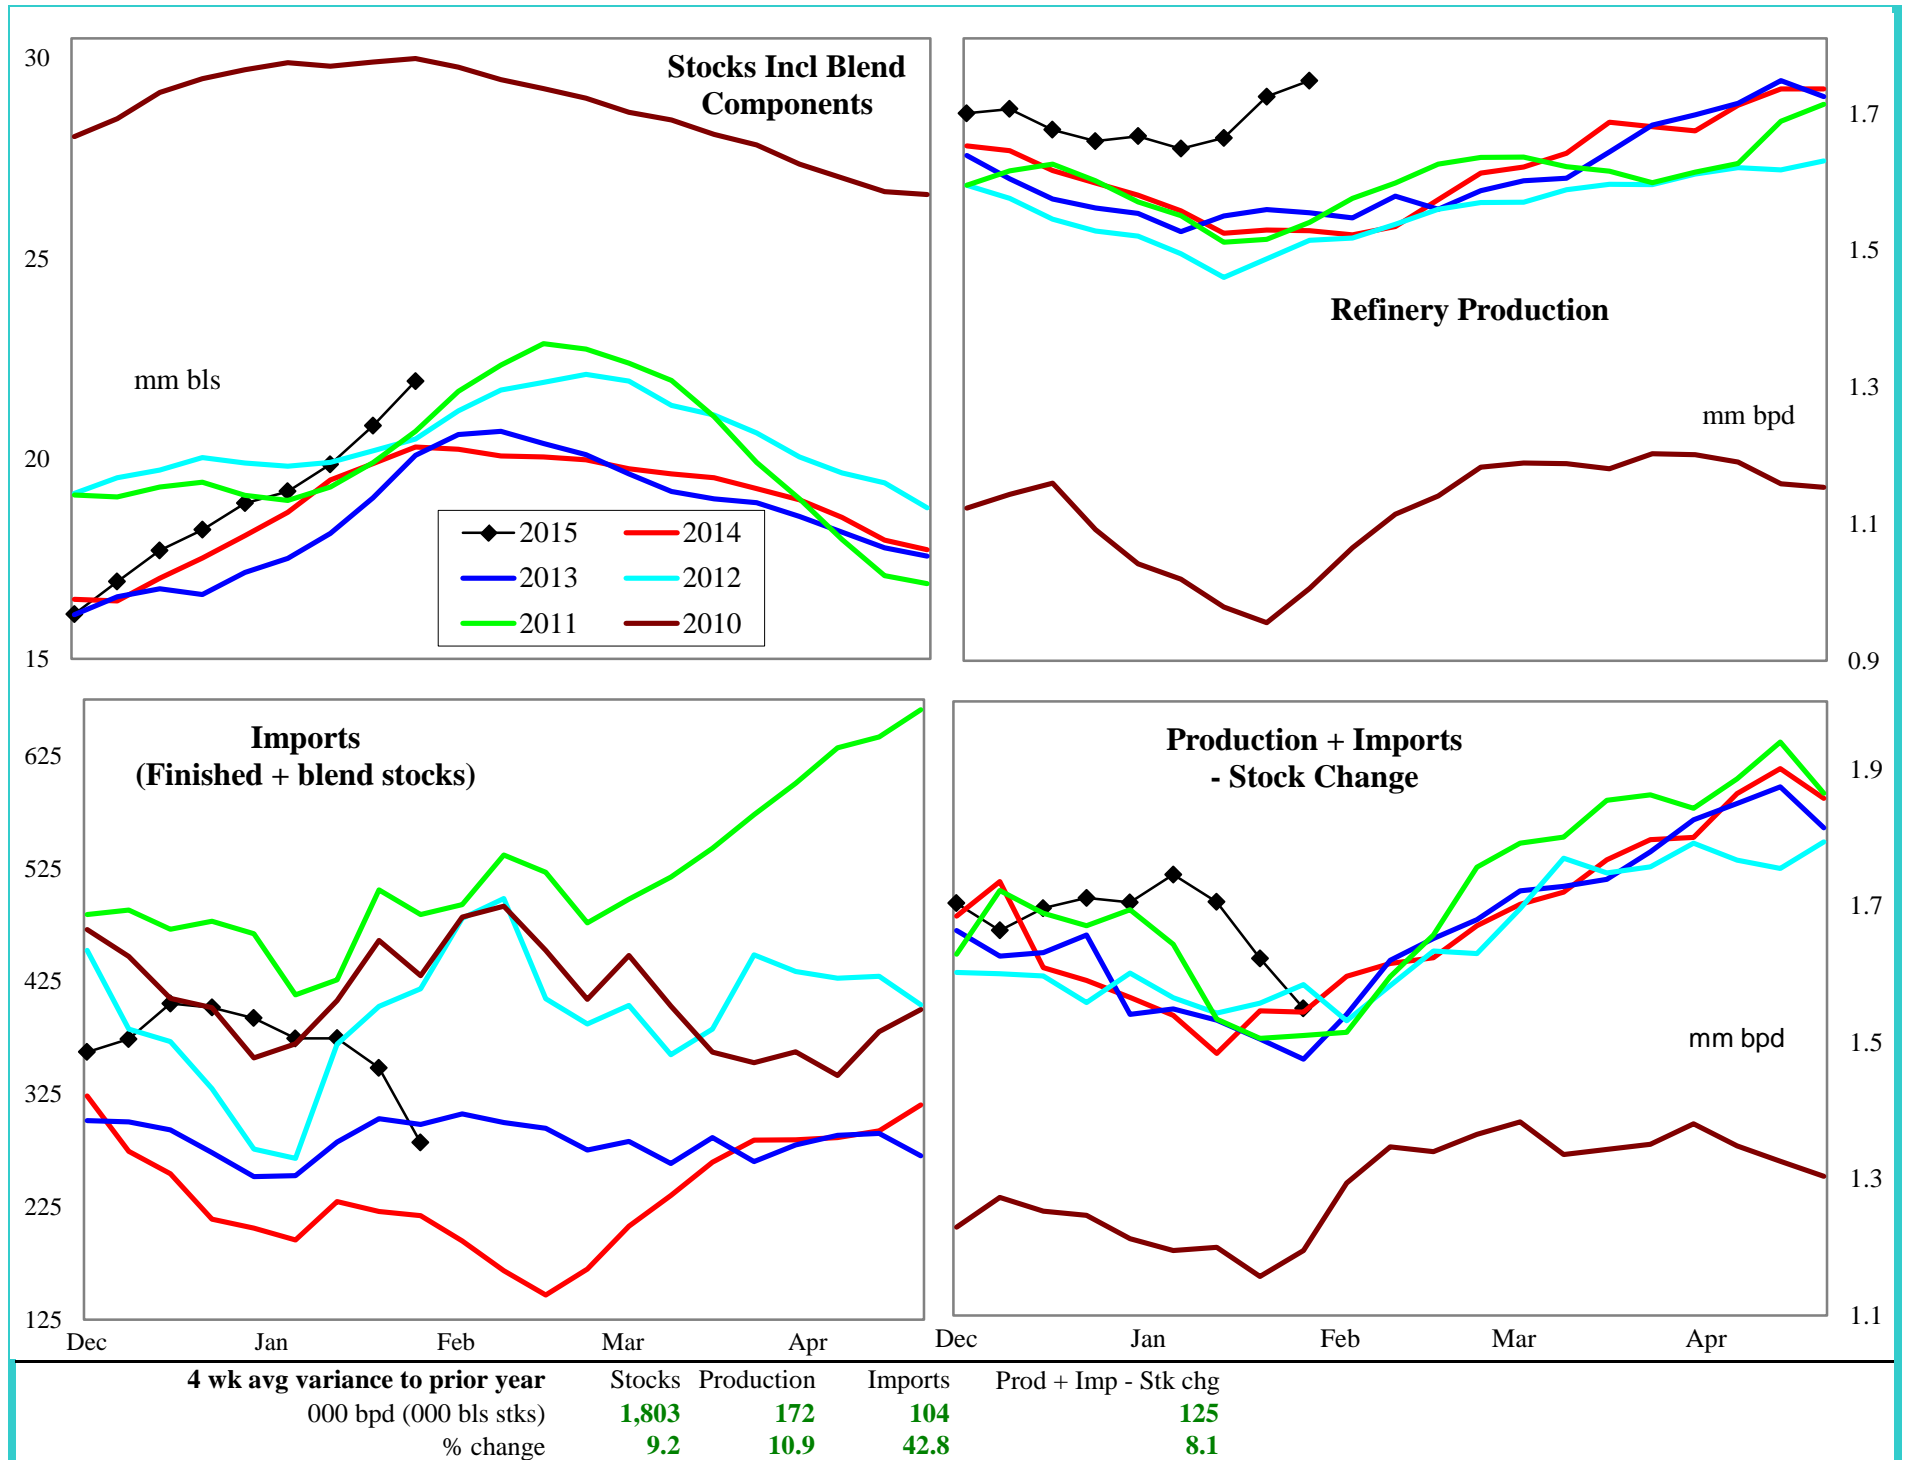 Stocks Incl Blend
Components
30
25
20
15
mm bls
2015
2014
2013
2012
2011
2010
Refinery Production
mm bpd
1.7
1.5
1.3
1.1
0.9
Imports
(Finished + blend stocks)
625
525
425
325
225
125
Dec Jan Feb Mar Apr
Production + Imports
- Stock Change
mm bpd
1.9
1.7
1.5
1.3
1.1
Dec Jan Feb Mar Apr
4 wk avg variance to prior year Stocks Production Imports Prod + Imp - Stk chg
000 bpd (000 bls stks) 1,803 172 104 125
% change 9.2 10.9 42.8 8.1